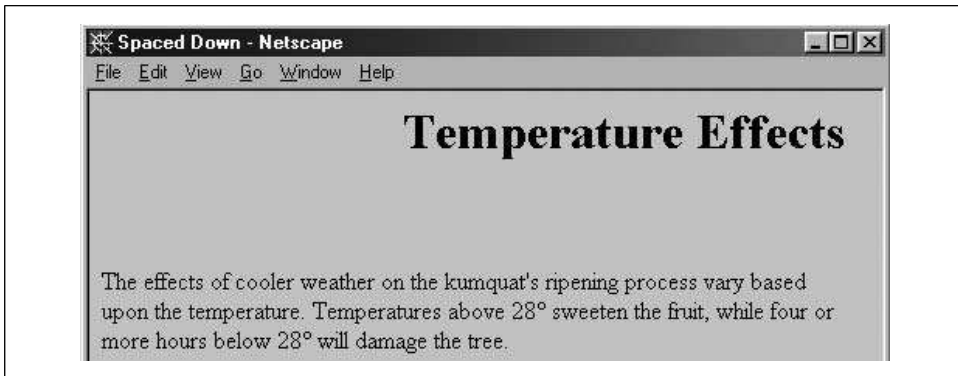 Spaced Down - Netscape
File Edit View Go Window Help
Temperature Effects
The effects of cooler weather on the kumquat's ripening process vary based
upon the temperature. Temperatures above 28° sweeten the fruit, while four or
more hours below 28° will damage the tree.